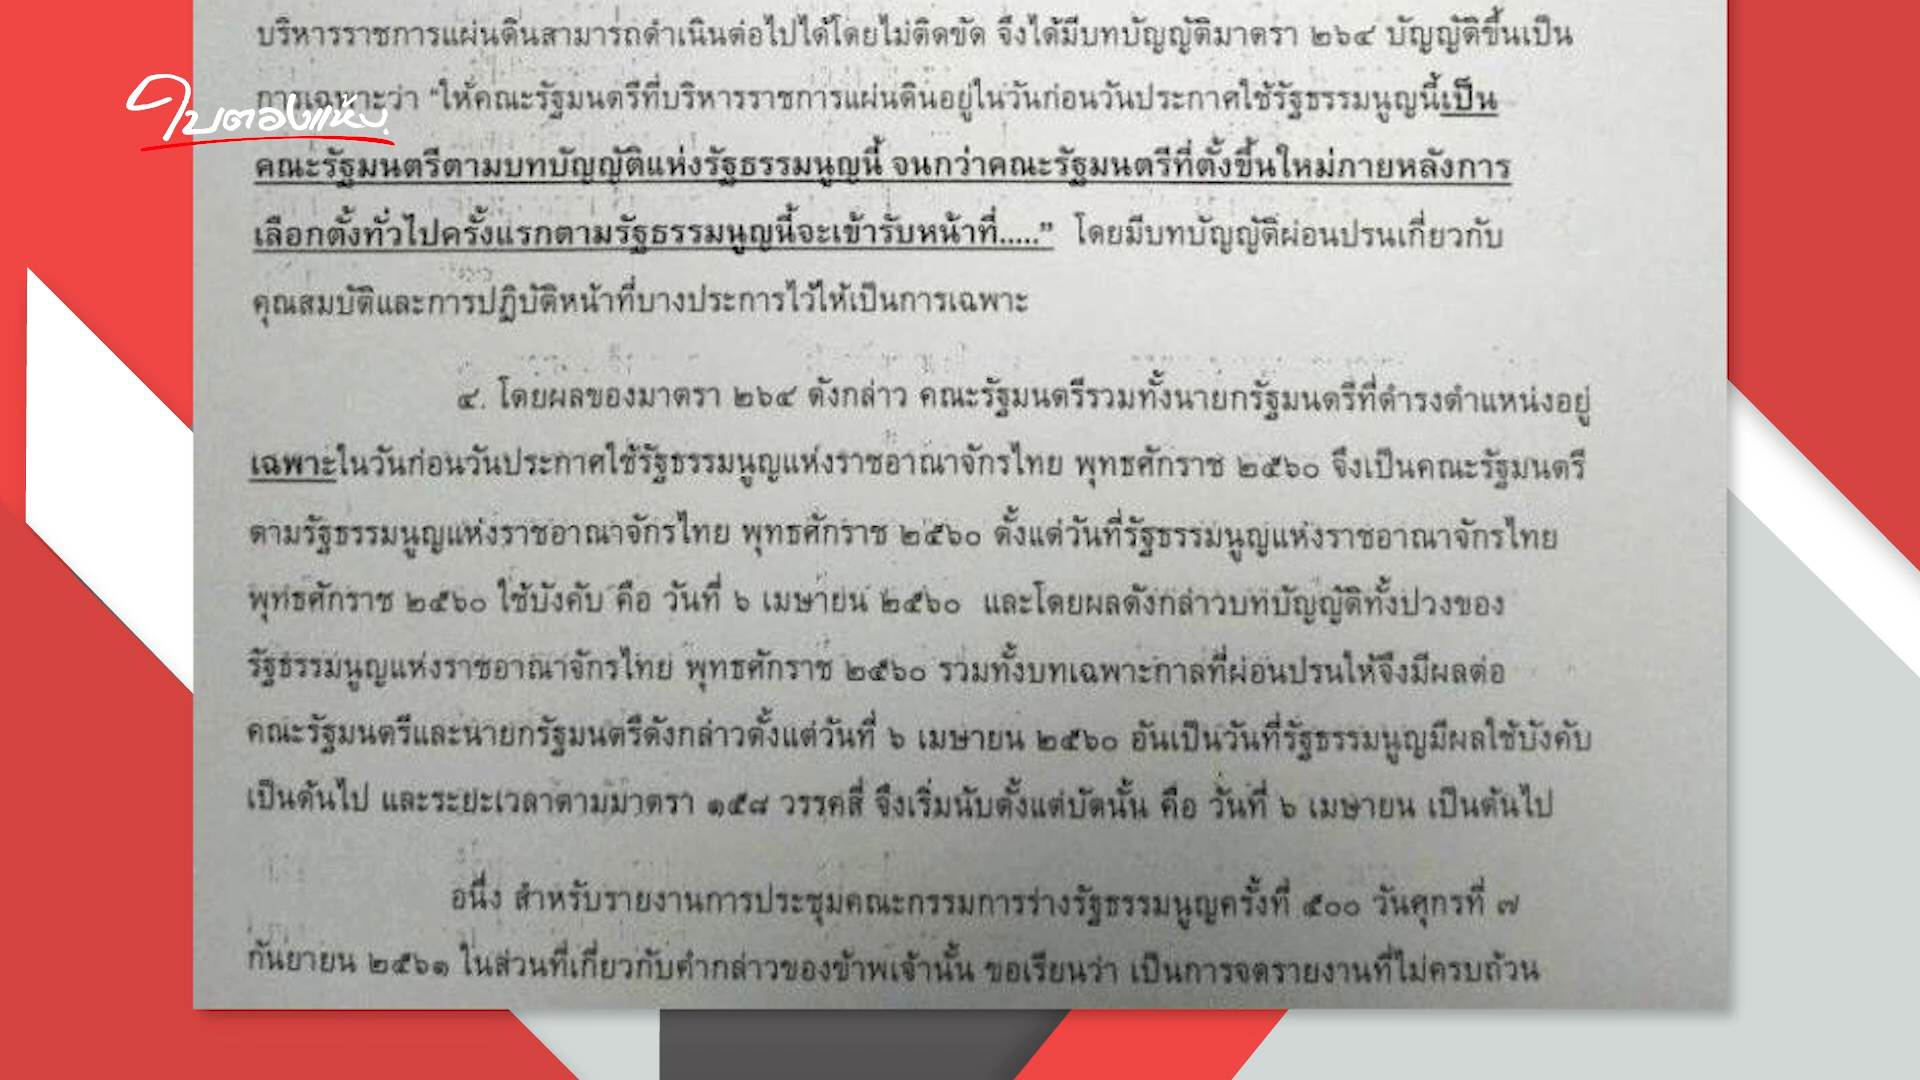 บริหารราชการแผ่นดินสามารถดำเนินต่อไปได้โดยไม่ติดขัด จึงได้มีบทบัญญัติมาตรา ๒๖๔ บัญญัติขึ้นเป็น
การเฉพาะว่า "ให้คณะรัฐมนตรีที่บริหารราชการแผ่นดินอยู่ในวันก่อนวันประกาศใช้รัฐธรรมนูญนี้เป็น
ใบตองแห้ง
คณะรัฐมนตรีตามบทบัญญัติแห่งรัฐธรรมนูญนี้ จนกว่าคณะรัฐมนตรีที่ตั้งขึ้นใหม่ภายหลังการ
เลือกตั้งทั่วไปครั้งแรกตามรัฐธรรมนูญนี้จะเข้ารับหน้าที่....." โดยมีบทบัญญัติผ่อนปรนเกี่ยวกับ
คุณสมบัติและการปฏิบัติหน้าที่บางประการไว้ให้เป็นการเฉพาะ
๔. โดยผลของมาตรา ๒๖๔ ดังกล่าว คณะรัฐมนตรีรวมทั้งนายกรัฐมนตรีที่ดำรงตำแหน่งอยู่
เฉพาะในวันก่อนวันประกาศใช้รัฐธรรมนูญแห่งราชอาณาจักรไทย พุทธศักราช ๒๕๖๐ จึงเป็นคณะรัฐมนตรี
ตามรัฐธรรมนูญแห่งราชอาณาจักรไทย พุทธศักราช ๒๕๖๐ ตั้งแต่วันที่รัฐธรรมนูญแห่งราชอาณาจักรไทย
พุทธศักราช ๒๕๖๐ ใช้บังคับ คือ วันที่ ๖ เมษายน ๒๕๖๐ และโดยผลดังกล่าวบทบัญญัติทั้งปวงของ
รัฐธรรมนูญแห่งราชอาณาจักรไทย พุทธศักราช ๒๕๖๐ รวมทั้งบทเฉพาะกาลที่ผ่อนปรนให้จึงมีผลต่อ
คณะรัฐมนตรีและนายกรัฐมนตรีดังกล่าวตั้งแต่วันที่ ๖ เมษายน ๒๕๖๐ อันเป็นวันที่รัฐธรรมนูญมีผลใช้บังคับ
เป็นต้นไป และระยะเวลาตามมาตรา ๑๕๘ วรรคสี่ จึงเริ่มนับตั้งแต่บัดนั้น คือ วันที่ ๖ เมษายน เป็นต้นไป
อนึ่ง สำหรับรายงานการประชุมคณะกรรมการร่างรัฐธรรมนูญครั้งที่ ๕๐๐ วันศุกรที่ ๗
กันยายน ๒๕๖๑ ในส่วนที่เกี่ยวกับคำกล่าวของข้าพเจ้านั้น ขอเรียนว่า เป็นการจดรายงานที่ไม่ครบถ้วน